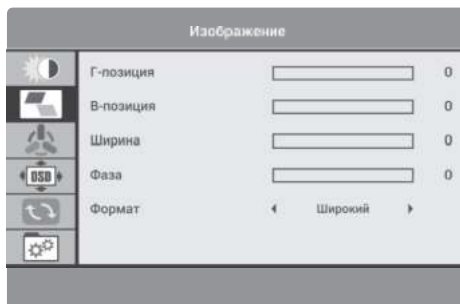 Изображение
Г-позиция 0
В-позиция 0
Ширина 0
Фаза 0
OSD
Формат Широкий